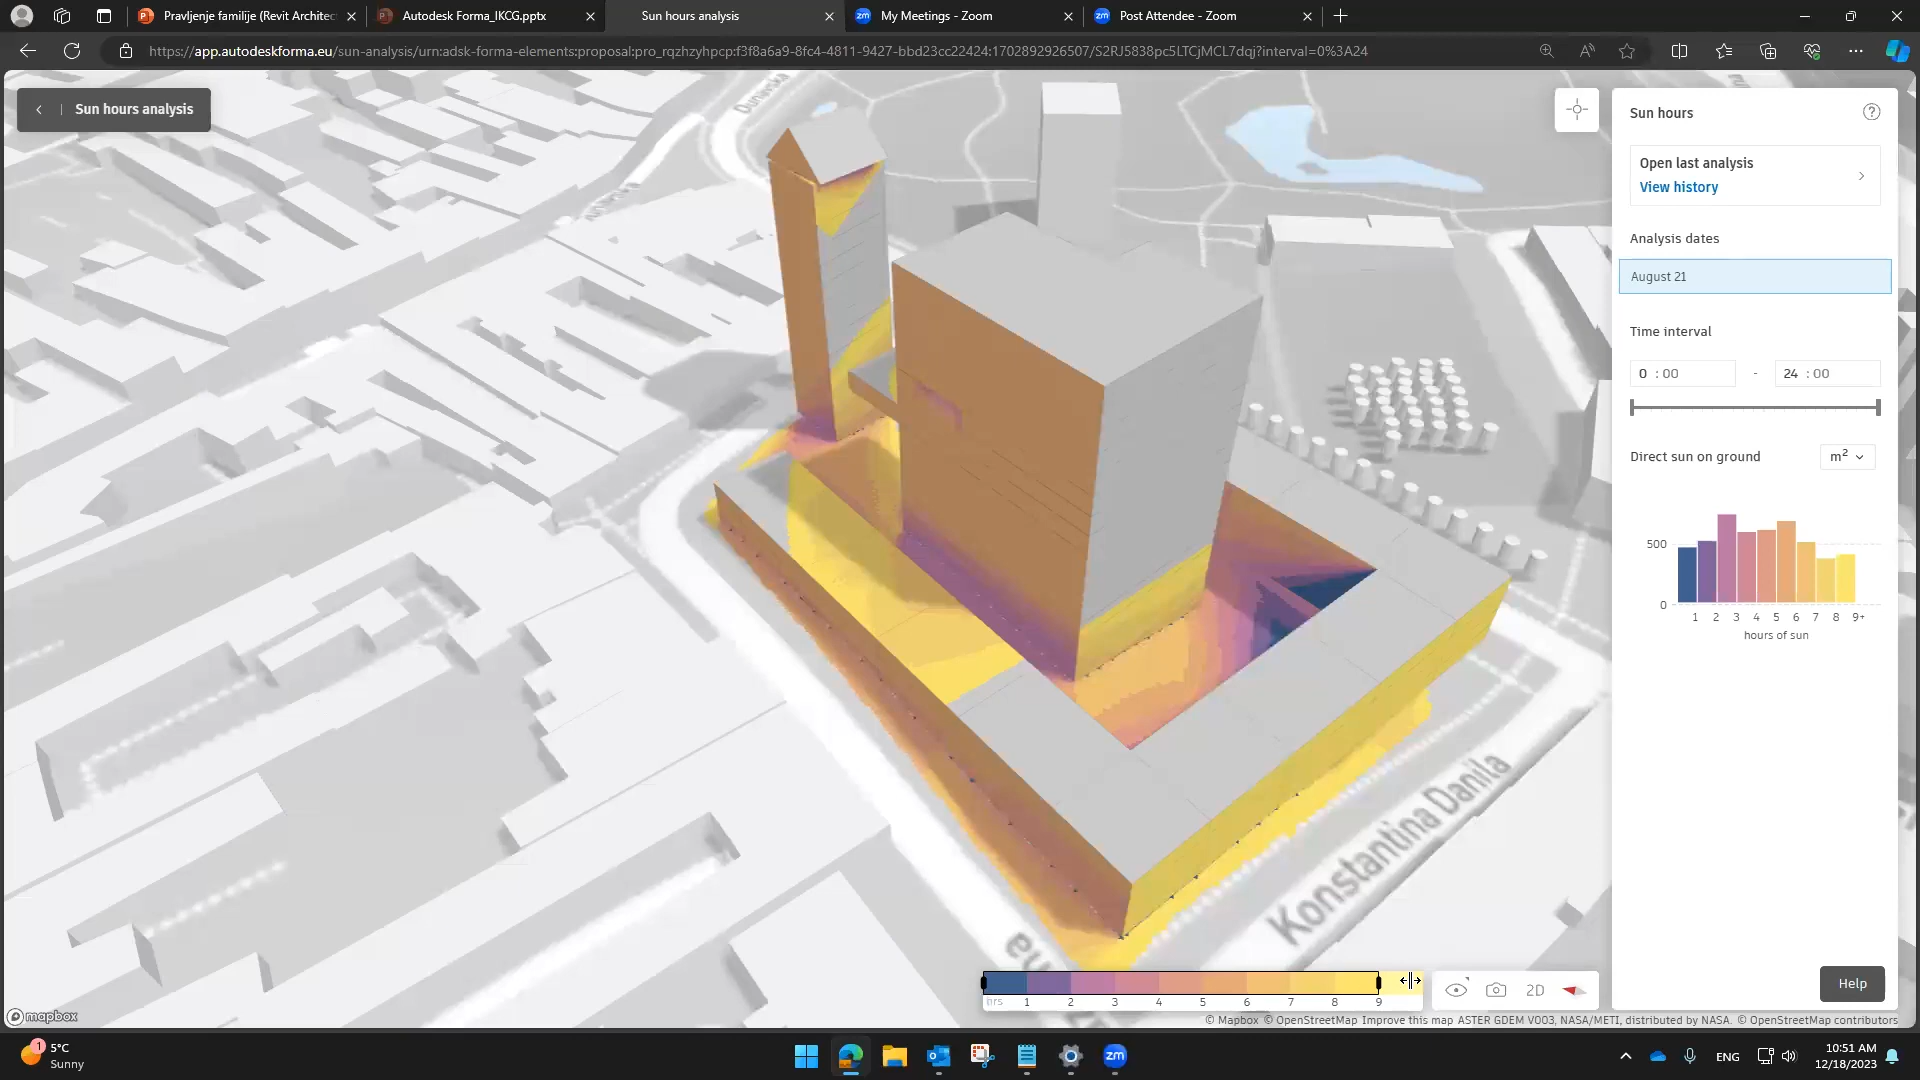 Pravljenje familije (Revit Architec
Autodesk Forma_IKCG.pptx
Sun hours analysis
My Meetings - Zoom
Post Attendee - Zoom
https://app.autodeskforma.eu/sun-analysis/urn:adsk-forma-elements:proposal:pro_rqzhzyhpcp:f3f8a6a9-8fc4-4811-9427-bbd23cc22424:1702892926507/S2RJ5838pc5LTCjMCL7dqj?interval=0%3A24
Sun hours analysis
Dunavska
Konstantina Danila
Sun hours
Open last analysis
View history
Analysis dates
August 21
Time interval
0 : 00 - 24 : 00
Direct sun on ground m²
500
0
1 2 3 4 5 6 7 8 9+
hours of sun
Help
hrs 1 2 3 4 5 6 7 8 9
2D
mapbox
© Mapbox © OpenStreetMap Improve this map ASTER GDEM V003, NASA/METI, distributed by NASA. © OpenStreetMap contributors
1
5°C
Sunny
zm
ENG
10:51 AM
12/18/2023